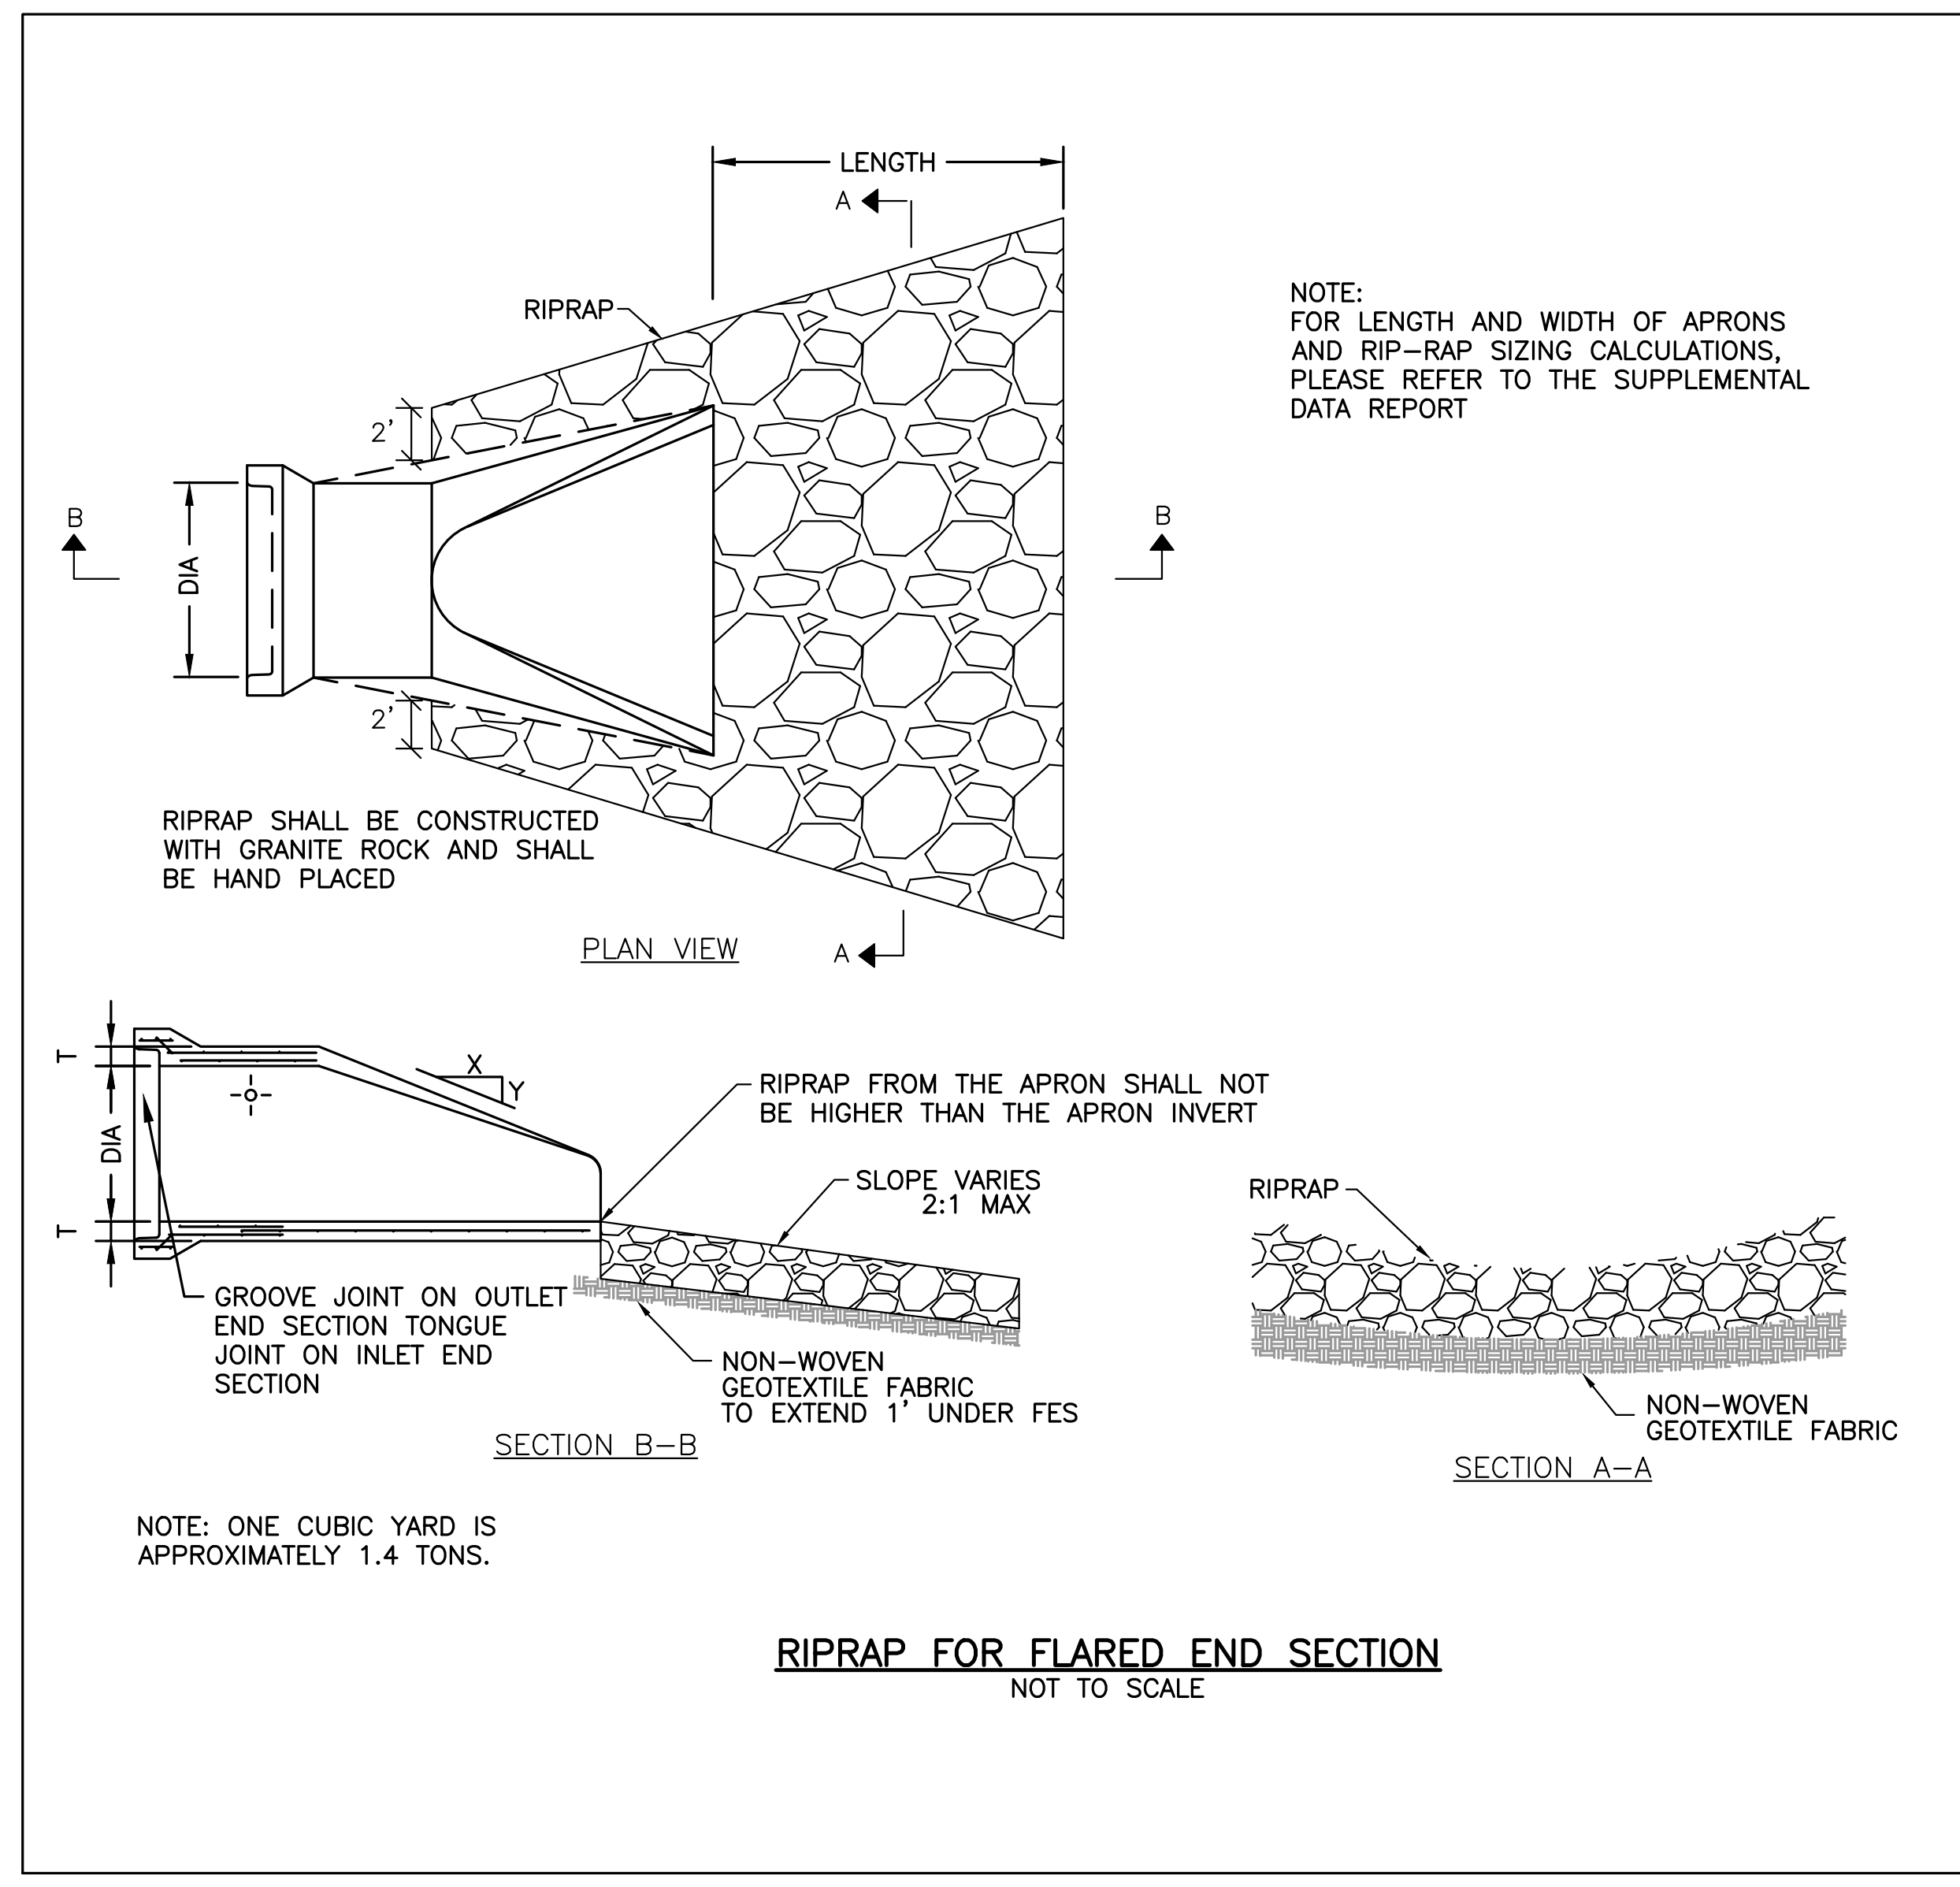 LENGTH
A
RIPRAP
NOTE:
FOR LENGTH AND WIDTH OF APRONS
AND RIP-RAP SIZING CALCULATIONS,
PLEASE REFER TO THE SUPPLEMENTAL
DATA REPORT
2'
B
B
DIA
2'
RIPRAP SHALL BE CONSTRUCTED
WITH GRANITE ROCK AND SHALL
BE HAND PLACED
PLAN VIEW
A
T
X
Y
DIA
T
RIPRAP FROM THE APRON SHALL NOT
BE HIGHER THAN THE APRON INVERT
SLOPE VARIES
2:1 MAX
RIPRAP
GROOVE JOINT ON OUTLET
END SECTION TONGUE
JOINT ON INLET END
SECTION
NON-WOVEN
GEOTEXTILE FABRIC
TO EXTEND 1' UNDER FES
SECTION B-B
NON-WOVEN
GEOTEXTILE FABRIC
SECTION A-A
NOTE: ONE CUBIC YARD IS
APPROXIMATELY 1.4 TONS.
RIPRAP FOR FLARED END SECTION
NOT TO SCALE